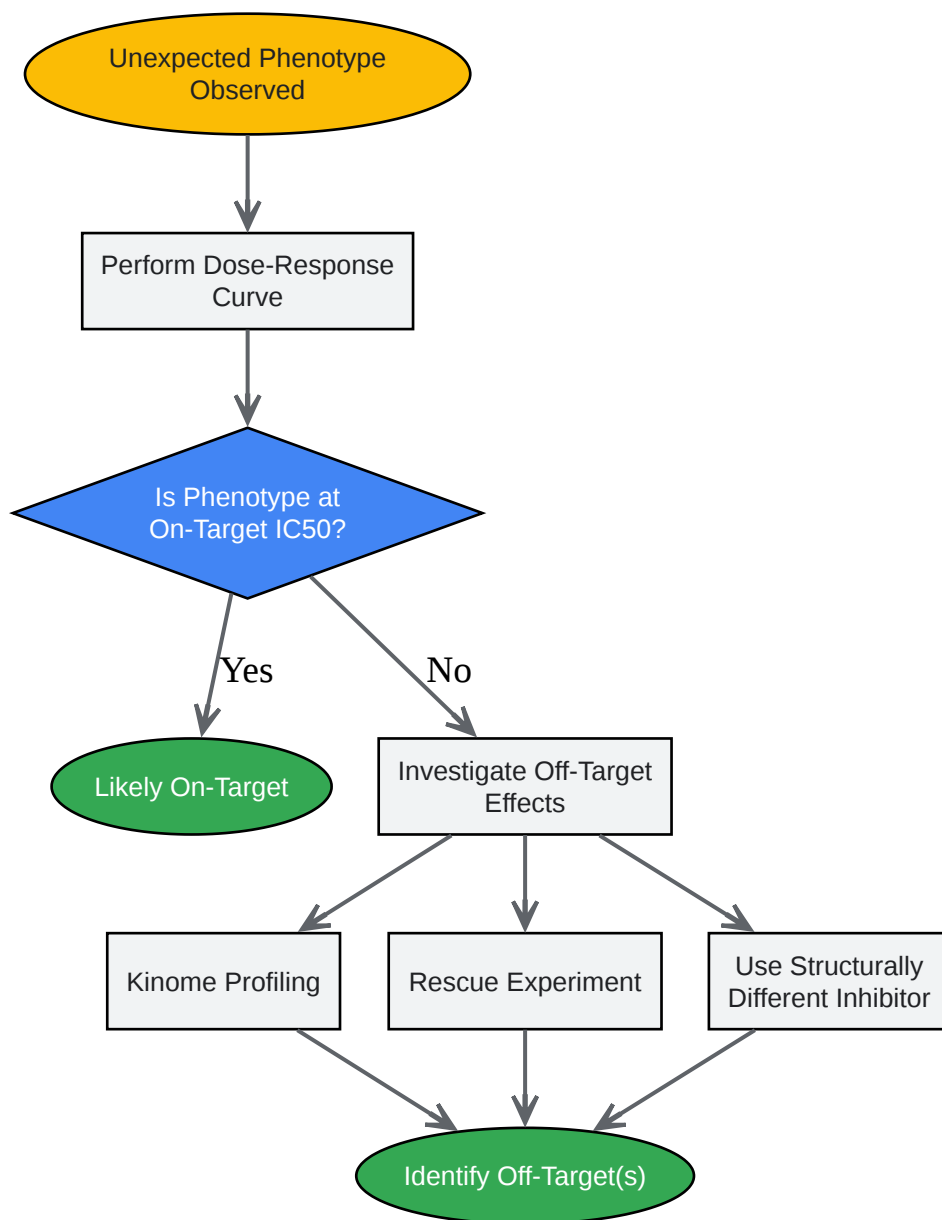 Unexpected Phenotype
Observed
Perform Dose-Response
Curve
Is Phenotype at
On-Target IC50?
Yes
No
Likely On-Target
Investigate Off-Target
Effects
Kinome Profiling
Rescue Experiment
Use Structurally
Different Inhibitor
Identify Off-Target(s)